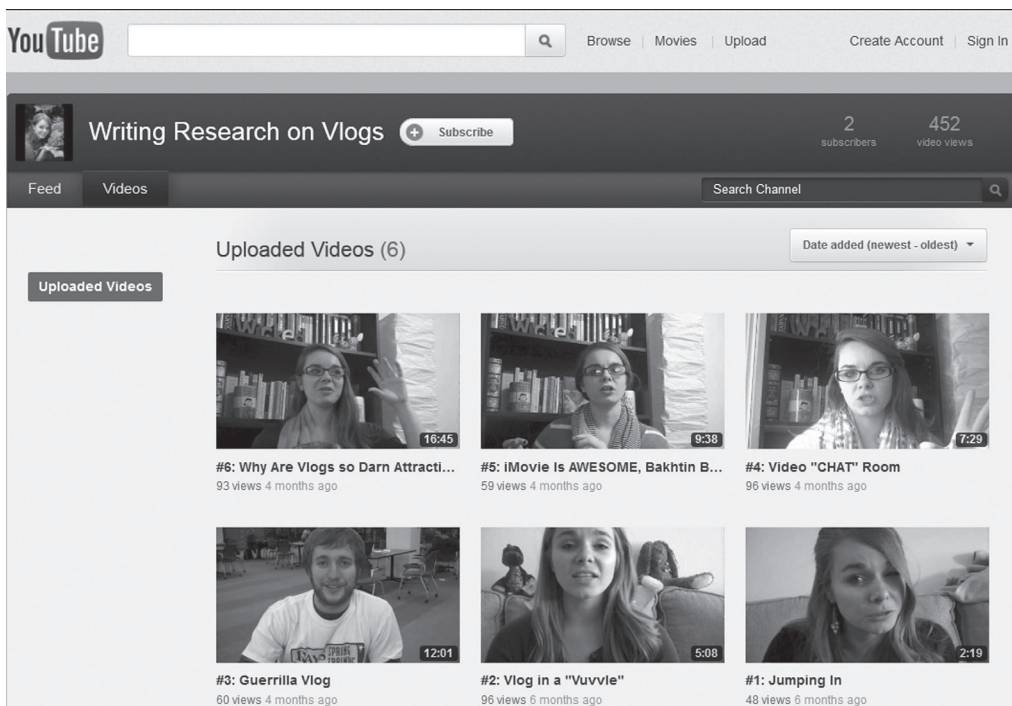 YouTube Browse Movies Upload Create Account Sign In
Writing Research on Vlogs Subscribe 2 subscribers 452 video views
Feed Videos Search Channel
Uploaded Videos (6) Date added (newest - oldest)
Uploaded Videos
16:45 9:38 7:29
#6: Why Are Vlogs so Darn Attracti... #5: iMovie Is AWESOME, Bakhtin B... #4: Video "CHAT" Room
93 views 4 months ago 59 views 4 months ago 96 views 4 months ago
12:01 5:08 2:19
#3: Guerrilla Vlog #2: Vlog in a "Vuvvle" #1: Jumping In
60 views 4 months ago 96 views 6 months ago 48 views 6 months ago